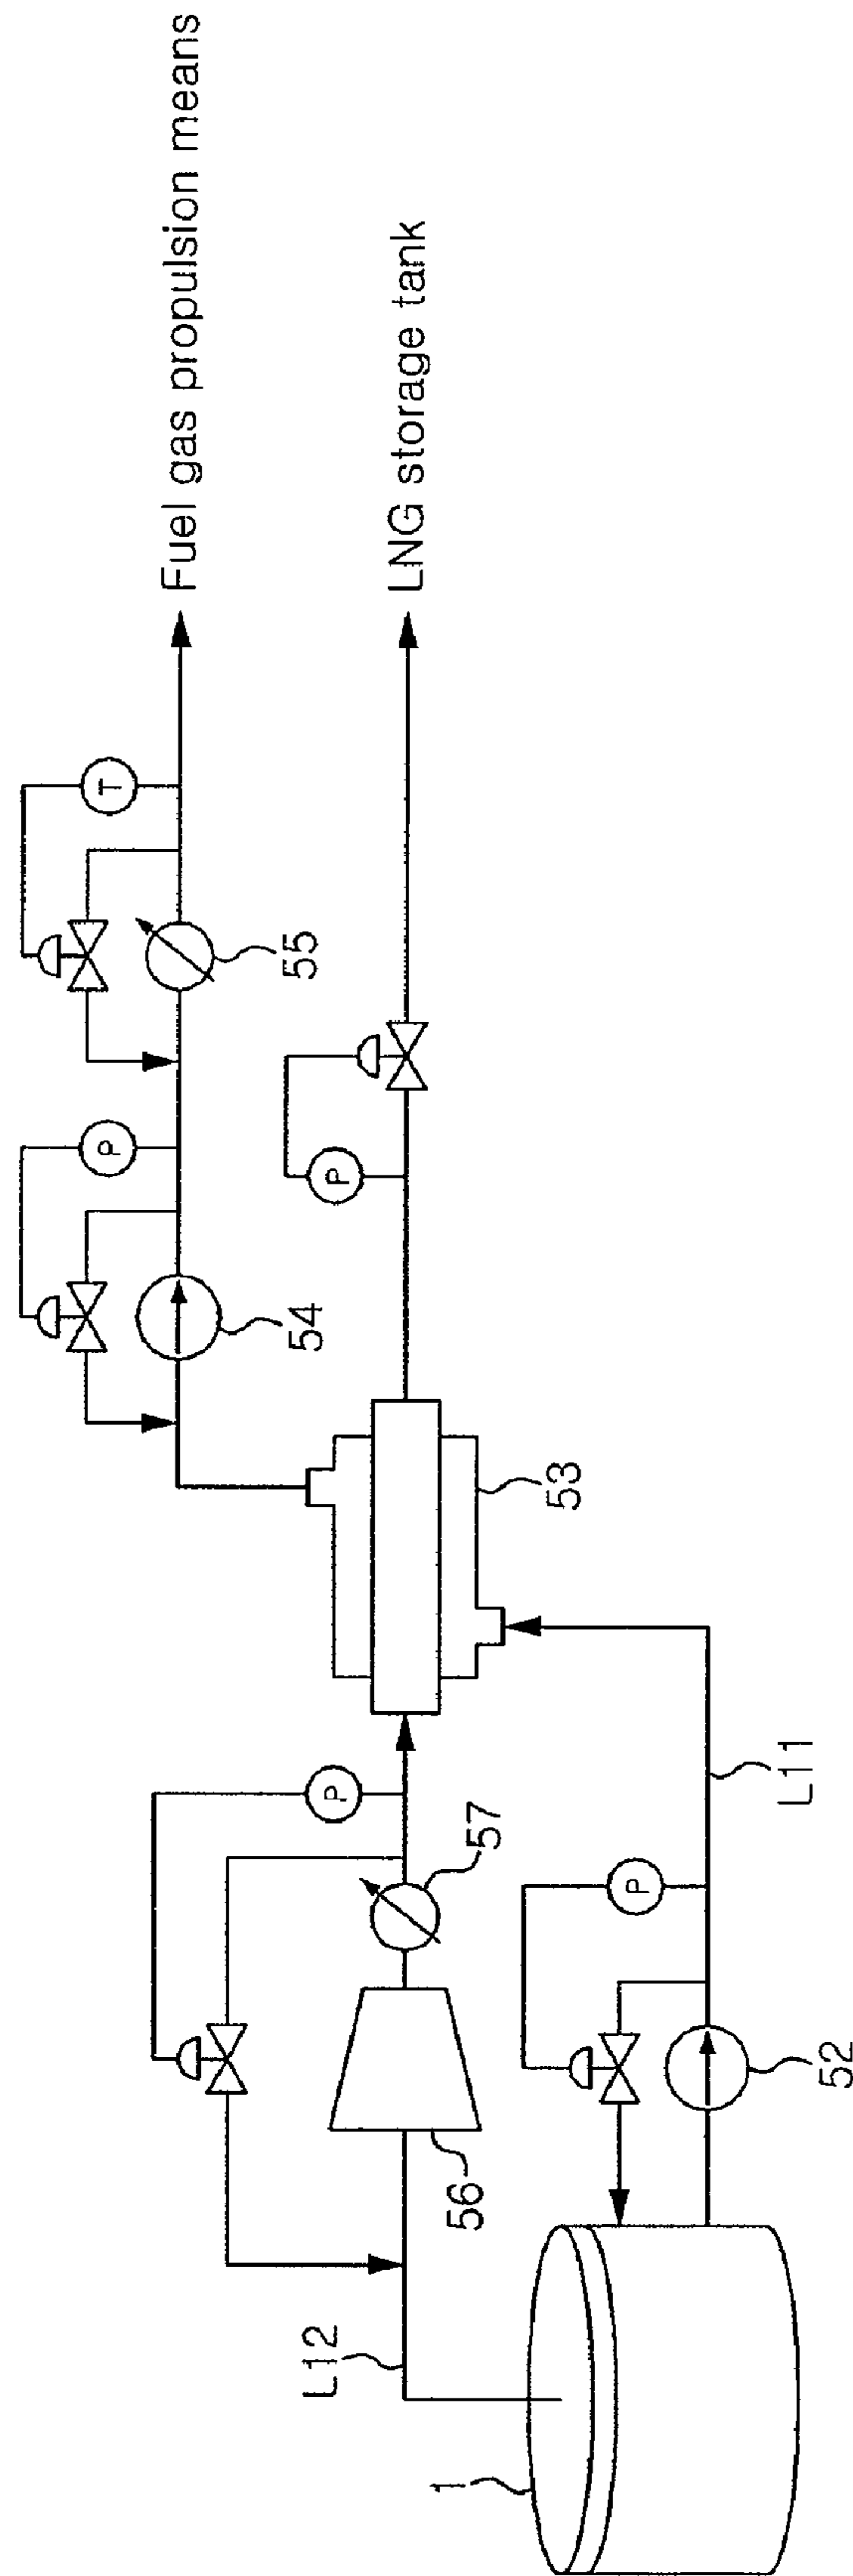 Fuel gas propulsion means
LNG storage tank
T
55
P
P
54
53
P
57
L11
P
56
52
L12
1